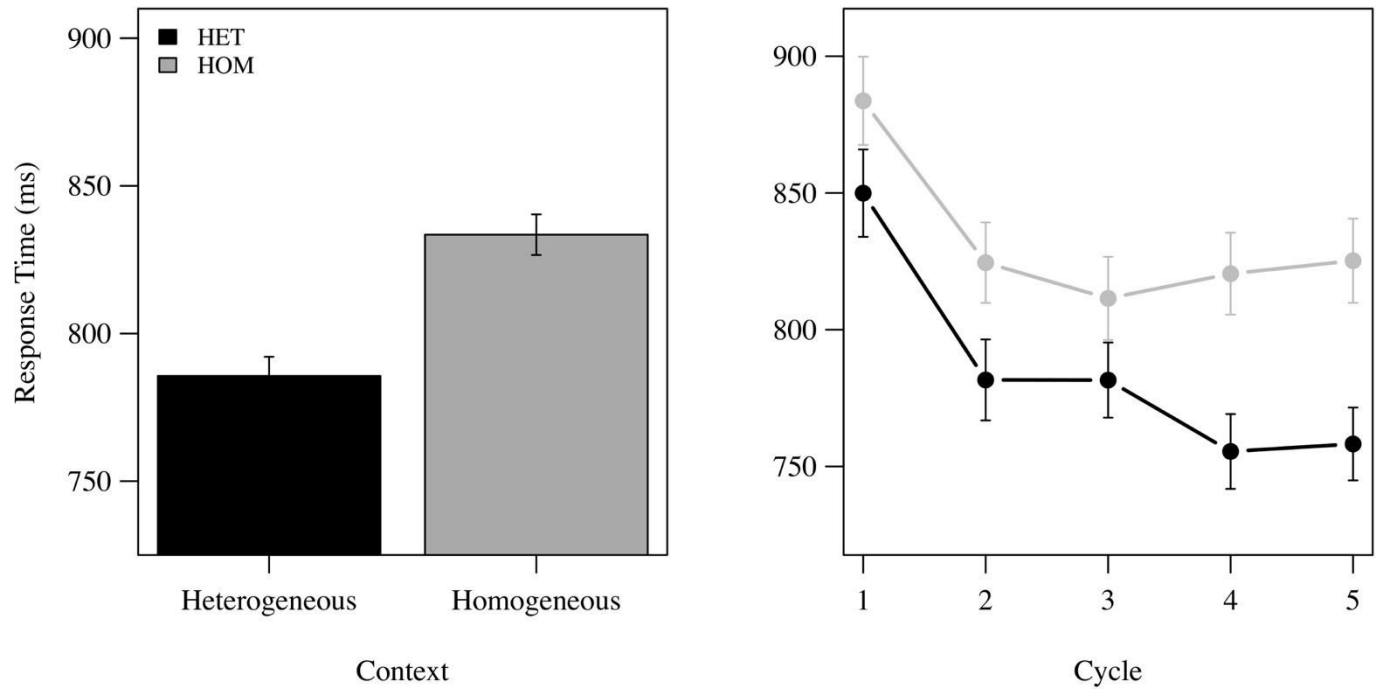 HET
HOM
Response Time (ms)
900
850
800
750
Heterogeneous
Homogeneous
Context
900
850
800
750
1
2
3
4
5
Cycle